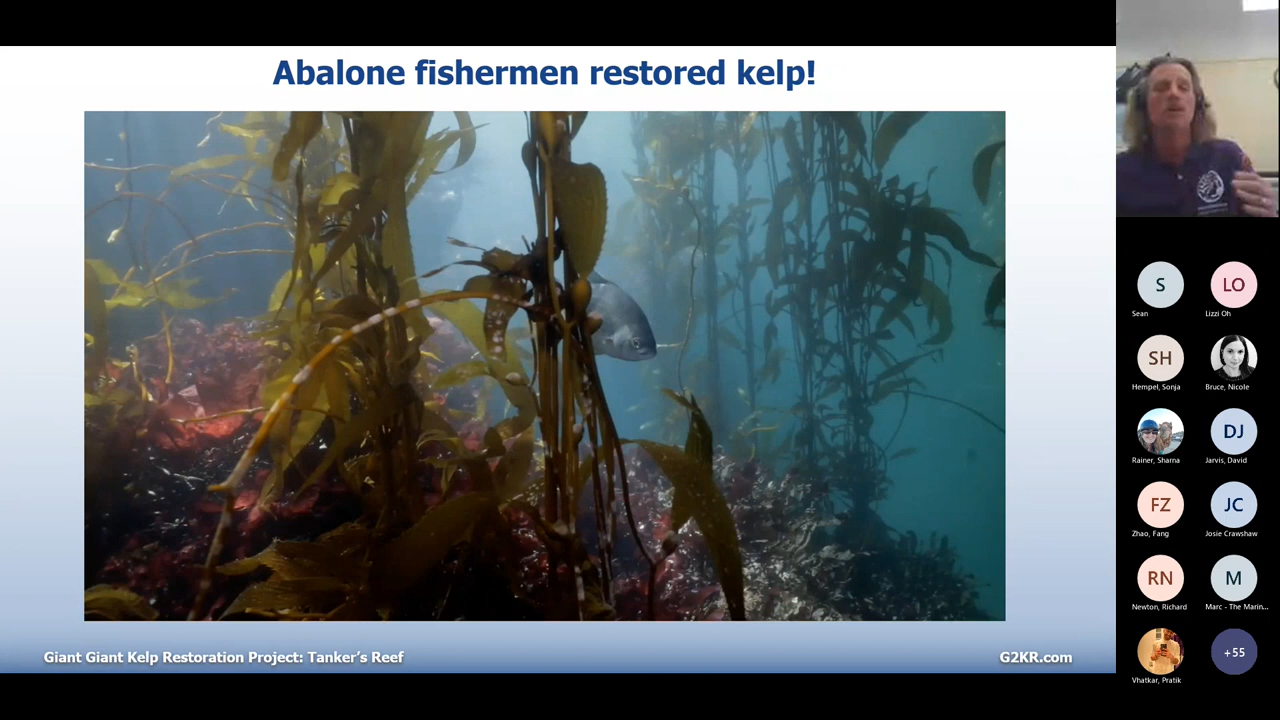 Abalone fishermen restored kelp!
Giant Giant Kelp Restoration Project: Tanker's Reef
G2KR.com
S
LO
Sean
Lizzi Oh
SH
Hempel, Sonja
Bruce, Nicole
DJ
Rainer, Sharna
Jarvis, David
FZ
JC
Zhao, Fang
Josie Crawshaw
RN
M
Newton, Richard
Marc - The Marin...
+55
Vhatkar, Pratik